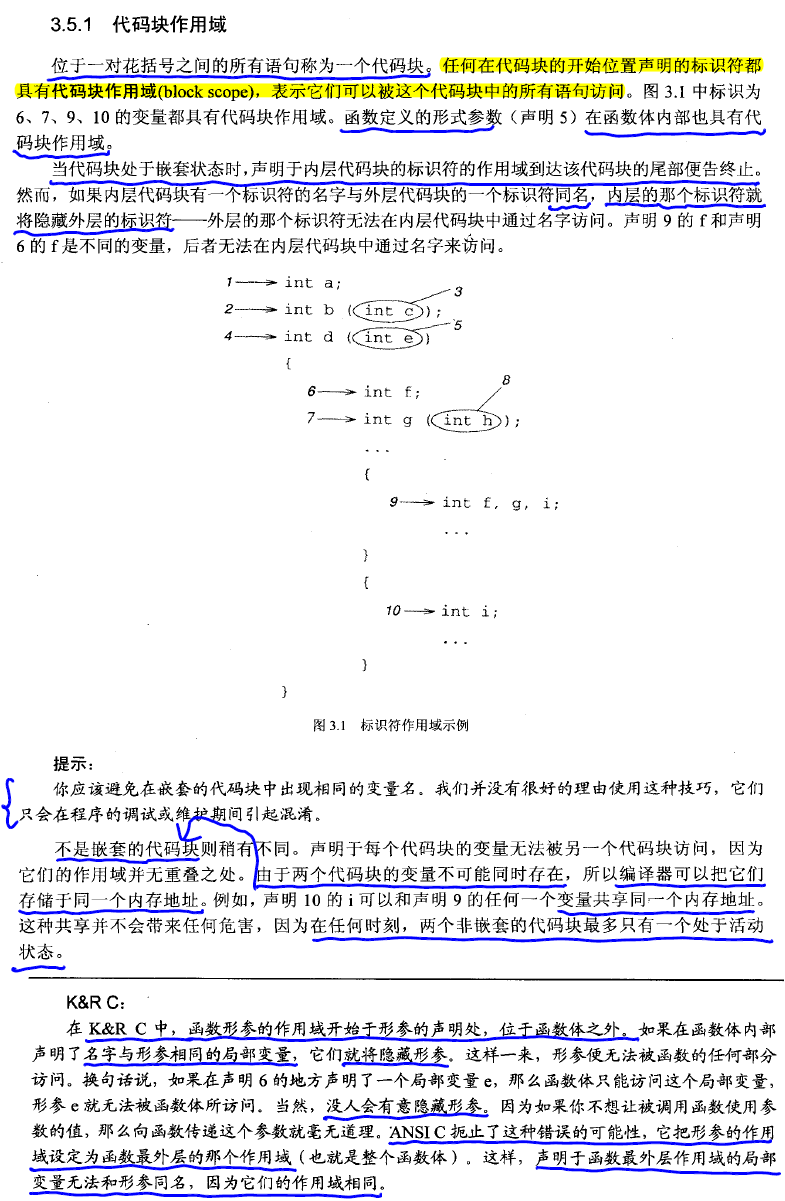 3.5.1 代码块作用域
位于一对花括号之间的所有语句称为一个代码块。任何在代码块的开始位置声明的标识符都
具有代码块作用域(block scope)，表示它们可以被这个代码块中的所有语句访问。图 3.1 中标识为
6、7、9、10 的变量都具有代码块作用域。函数定义的形式参数（声明 5）在函数体内部也具有代
码块作用域。
当代码块处于嵌套状态时,声明于内层代码块的标识符的作用域到达该代码块的尾部便告终止。
然而，如果内层代码块有一个标识符的名字与外层代码块的一个标识符同名，内层的那个标识符就
将隐藏外层的标识符——外层的那个标识符无法在内层代码块中通过名字访问。声明 9 的 f 和声明
6 的 f 是不同的变量，后者无法在内层代码块中通过名字来访问。
1 int a;
3
2 int b (int c);
5
4 int d (int e)
{
8
6 int f;
7 int g (int h);
...
{
9 int f, g, i;
...
}
{
10 int i;
...
}
}
图 3.1 标识符作用域示例
提示：
你应该避免在嵌套的代码块中出现相同的变量名。我们并没有很好的理由使用这种技巧，它们
只会在程序的调试或维护期间引起混淆。
不是嵌套的代码块则稍有不同。声明于每个代码块的变量无法被另一个代码块访问，因为
它们的作用域并无重叠之处。由于两个代码块的变量不可能同时存在，所以编译器可以把它们
存储于同一个内存地址。例如，声明 10 的 i 可以和声明 9 的任何一个变量共享同一个内存地址。
这种共享并不会带来任何危害，因为在任何时刻，两个非嵌套的代码块最多只有一个处于活动
状态。
K&R C：
在 K&R C 中，函数形参的作用域开始于形参的声明处，位于函数体之外。如果在函数体内部
声明了名字与形参相同的局部变量，它们就将隐藏形参。这样一来，形参便无法被函数的任何部分
访问。换句话说，如果在声明 6 的地方声明了一个局部变量 e，那么函数体只能访问这个局部变量，
形参 e 就无法被函数体所访问。当然，没人会有意隐藏形参。因为如果你不想让被调用函数使用参
数的值，那么向函数传递这个参数就毫无道理。ANSI C 扼止了这种错误的可能性，它把形参的作用
域设定为函数最外层的那个作用域（也就是整个函数体）。这样，声明于函数最外层作用域的局部
变量无法和形参同名，因为它们的作用域相同。